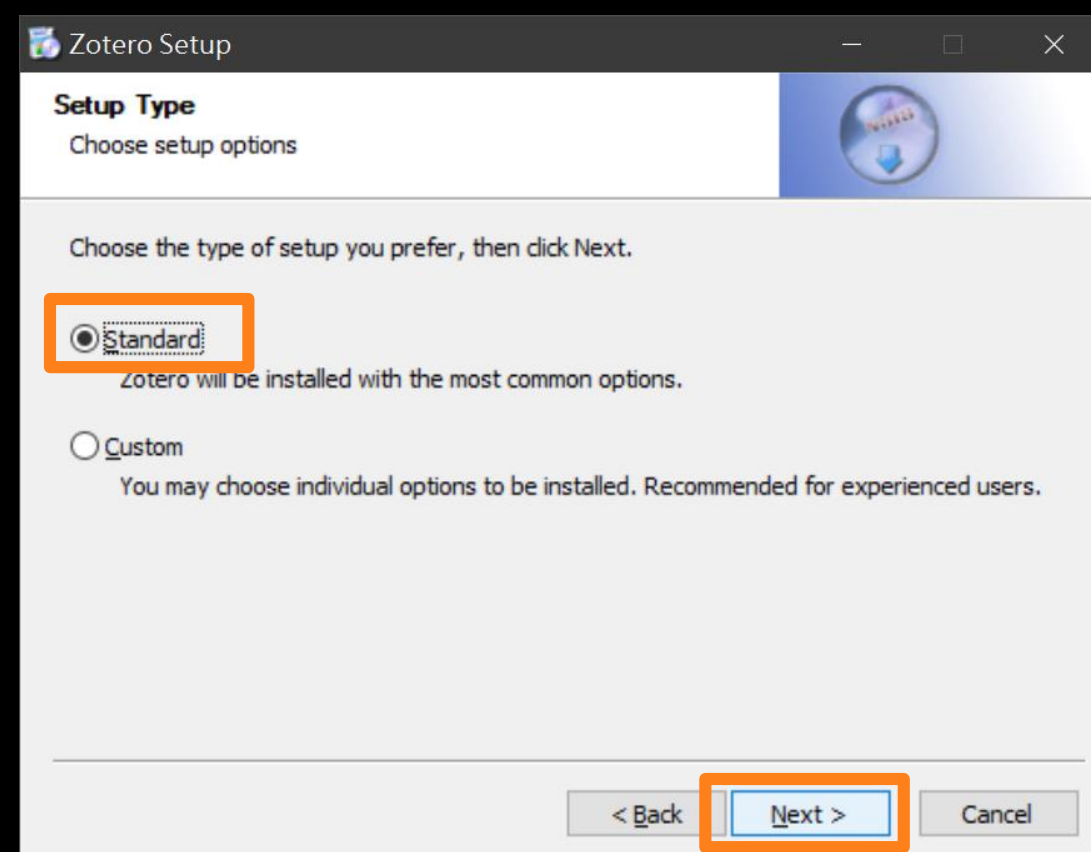 Zotero Setup
Setup Type
Choose setup options
Choose the type of setup you prefer, then click Next.
Standard
Zotero will be installed with the most common options.
Custom
You may choose individual options to be installed. Recommended for experienced users.
< Back
Next >
Cancel